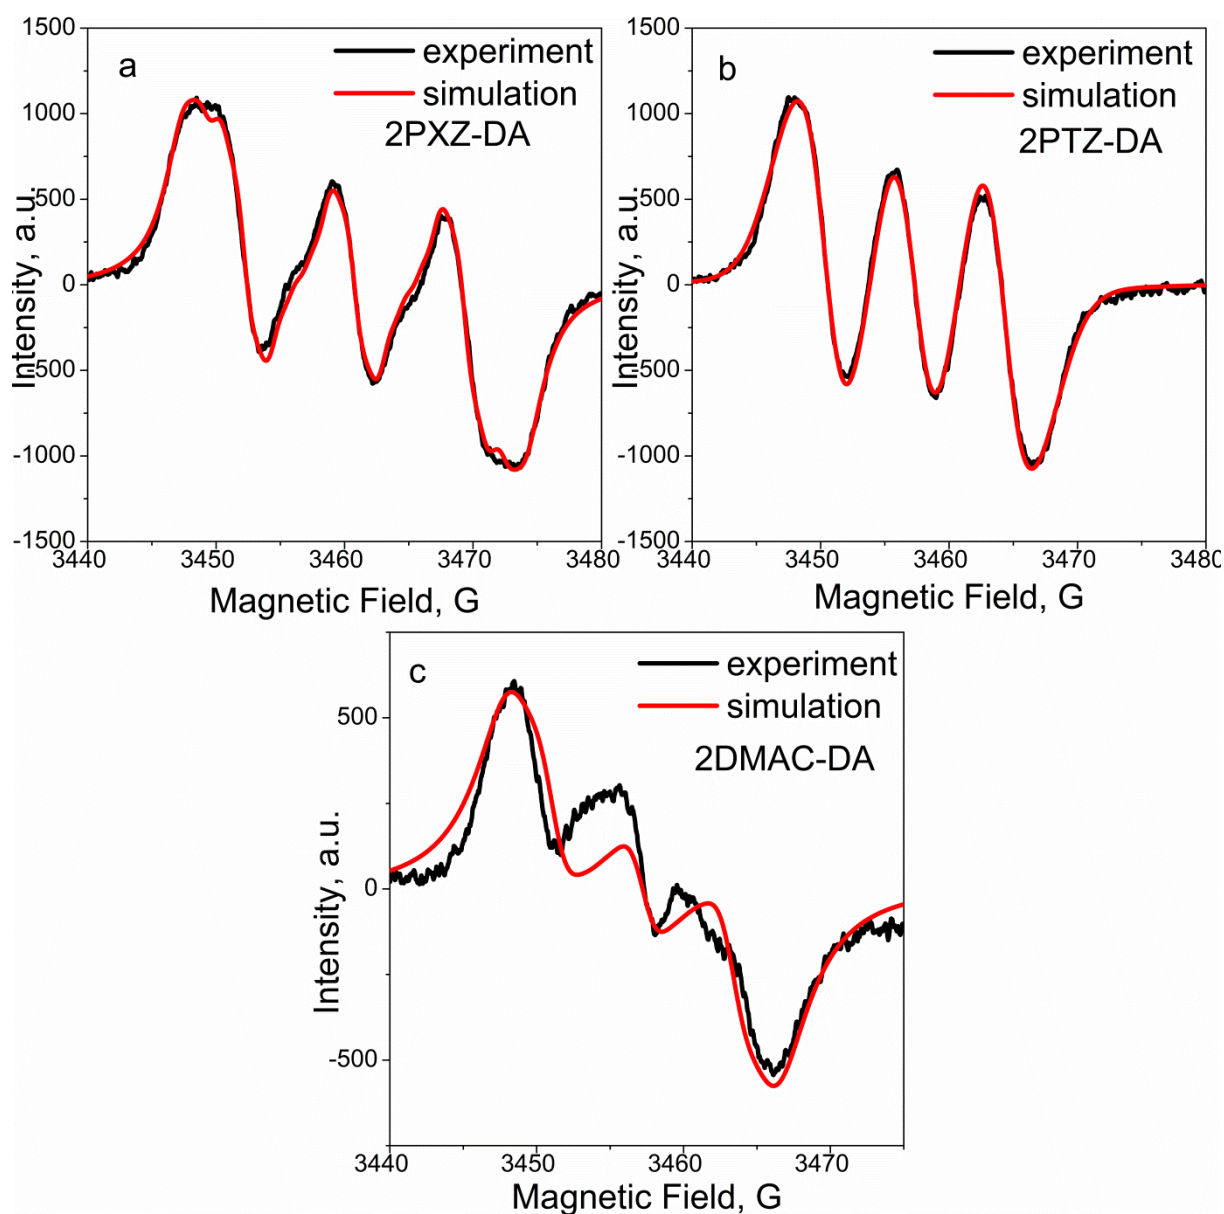 a
experiment
simulation
2PXZ-DA
1500
1000
500
0
-500
-1000
-1500
Intensity, a.u.
3440 3450 3460 3470 3480
Magnetic Field, G
b
experiment
simulation
2PTZ-DA
1500
1000
500
0
-500
-1000
-1500
Intensity, a.u.
3440 3450 3460 3470 3480
Magnetic Field, G
c
experiment
simulation
2DMAC-DA
500
0
-500
Intensity, a.u.
3440 3450 3460 3470
Magnetic Field, G